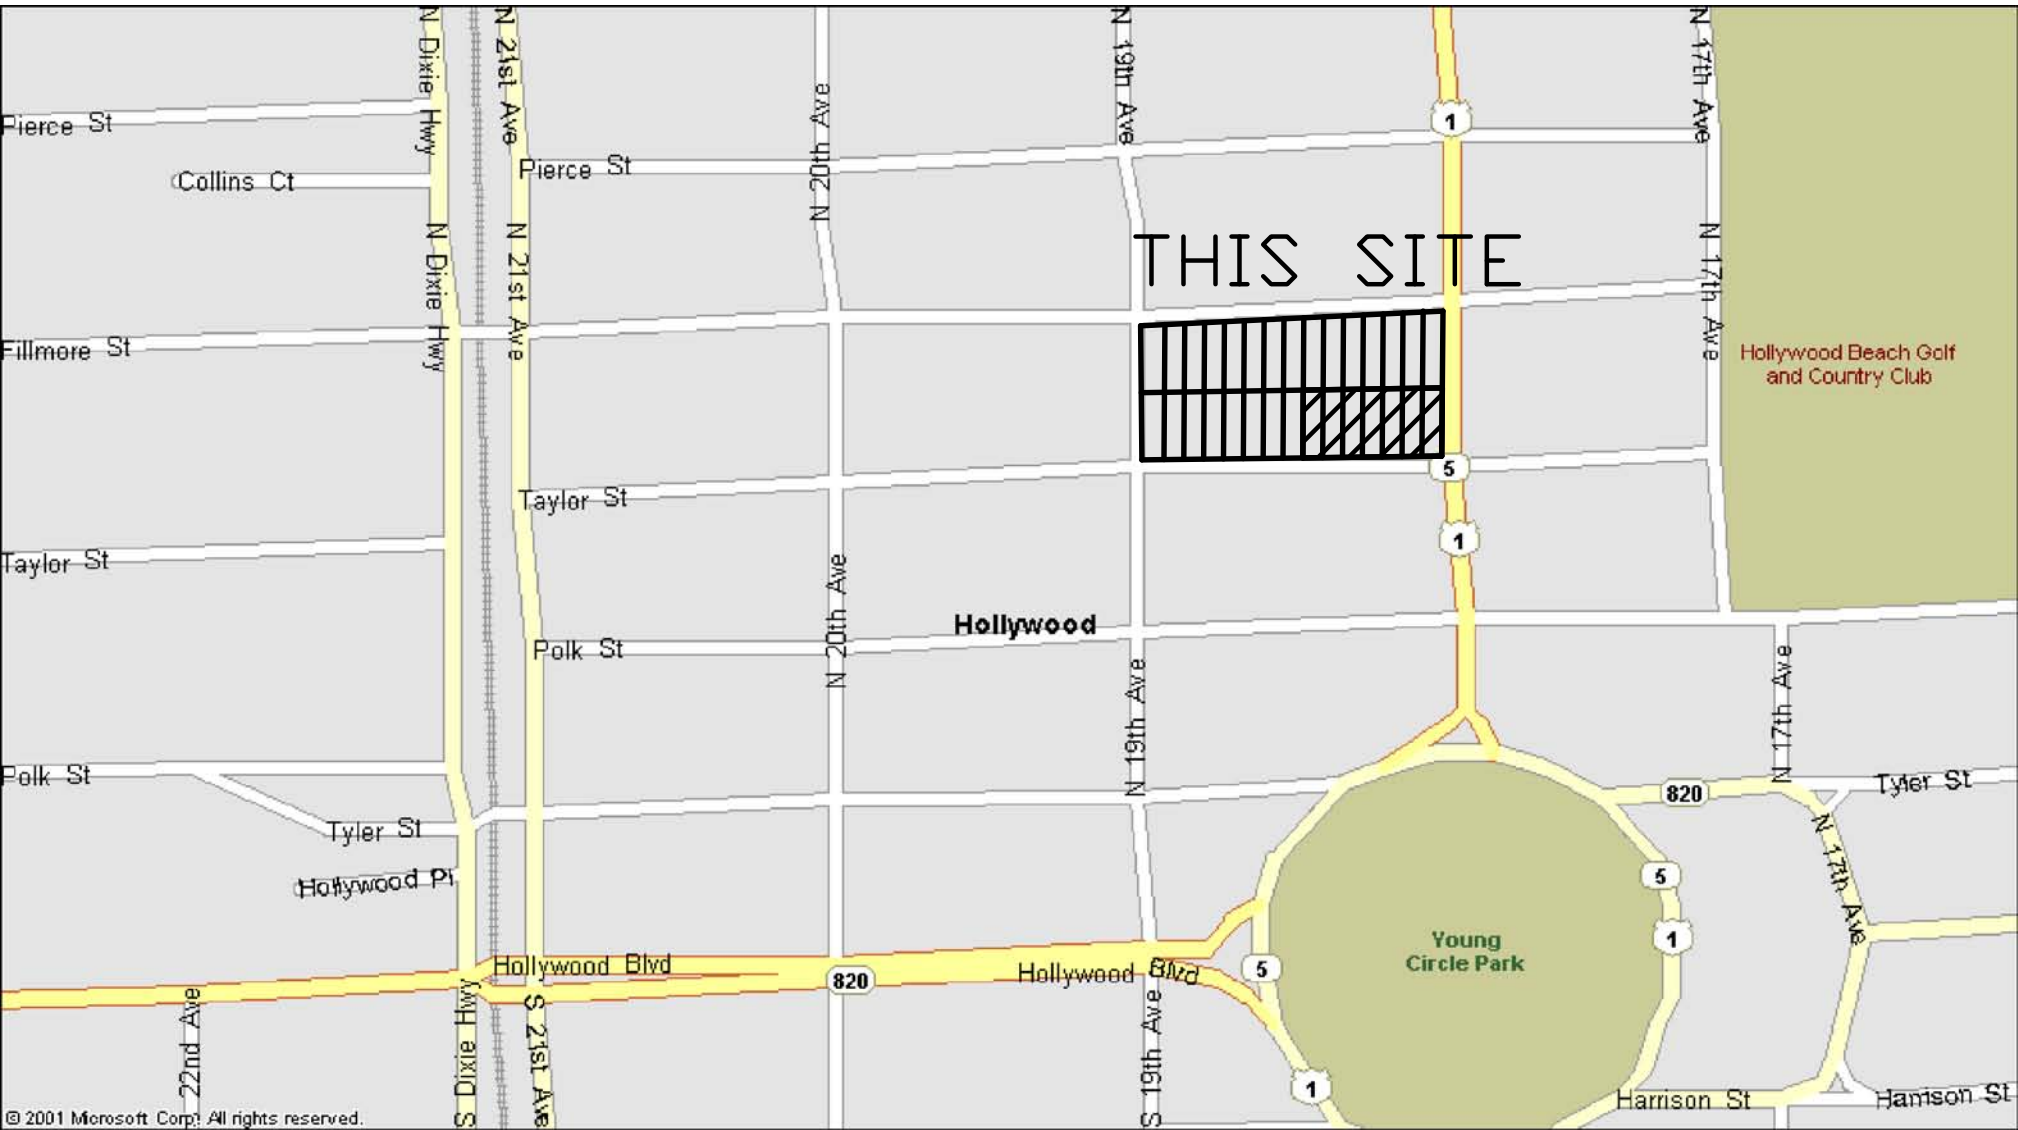 N Dixie Hwy
N 21st Ave
N 20th Ave
N 19th Ave
1
N 17th Ave
Pierce St
Collins Ct
Pierce St
N Dixie Hwy
N 21st Ave
THIS SITE
N 17th Ave
Fillmore St
Hollywood Beach Golf
and Country Club
Taylor St
5
1
Taylor St
N 20th Ave
Hollywood
Polk St
N 19th Ave
N 17th Ave
Polk St
820
Tyler St
Tyler St
Hollywood Pl
N 17th Ave
5
1
Young
Circle Park
Hollywood Blvd
820
Hollywood Blvd
5
22nd Ave
S Dixie Hwy
S 21st Ave
S 19th Ave
1
Harrison St
Harrison St
© 2001 Microsoft Corp. All rights reserved.